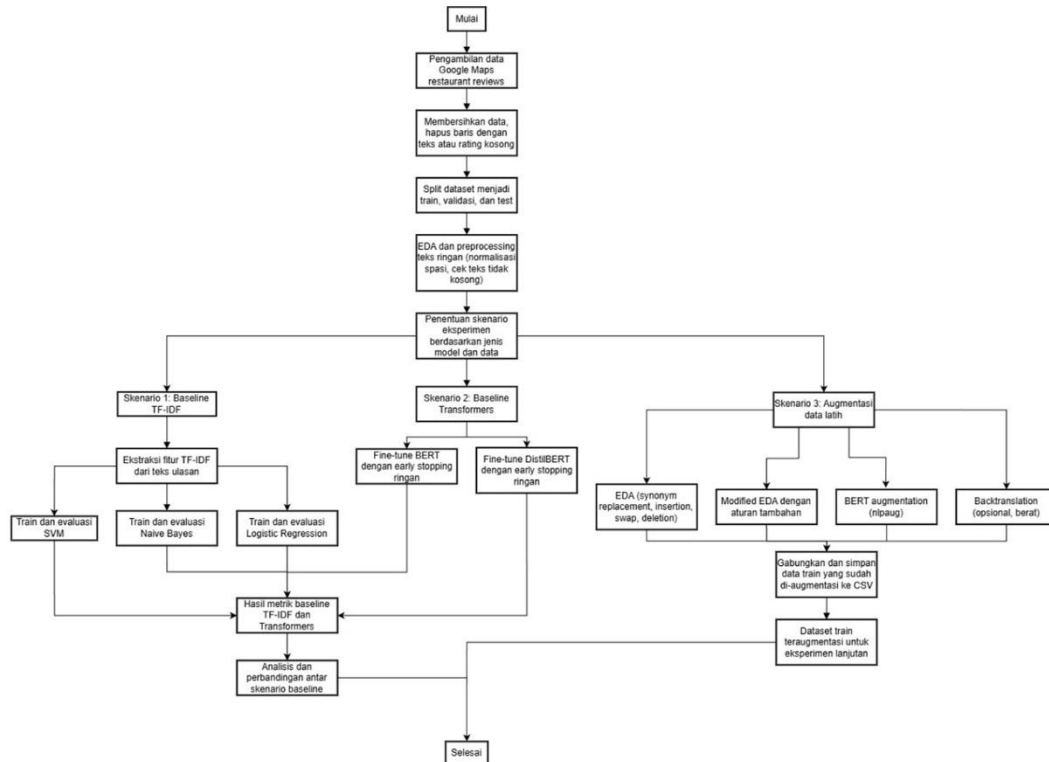 Mulai
Pengambilan data
Google Maps
restaurant reviews
Membersihkan data,
hapus baris dengan
teks atau rating kosong
Split dataset menjadi
train, validasi, dan test
EDA dan preprocessing
teks ringan (normalisasi
spasi, cek teks tidak
kosong)
Penentuan skenario
eksperimen
berdasarkan jenis
model dan data
Skenario 1: Baseline
TF-IDF
Skenario 2: Baseline
Transformers
Skenario 3: Augmentasi
data latih
Ekstraksi fitur TF-IDF
dari teks ulasan
Fine-tune BERT
dengan early stopping
ringan
Fine-tune DistilBERT
dengan early stopping
ringan
EDA (synonym
replacement, insertion,
swap, deletion)
Modified EDA dengan
aturan tambahan
BERT augmentation
(nlpaug)
Backtranslation
(opsional, berat)
Train dan evaluasi
SVM
Train dan evaluasi
Naive Bayes
Train dan evaluasi
Logistic Regression
Gabungkan dan simpan
data train yang sudah
di-augmentasi ke CSV
Hasil metrik baseline
TF-IDF dan
Transformers
Dataset train
teraugmentasi untuk
eksperimen lanjutan
Analisis dan
perbandingan antar
skenario baseline
Selesai